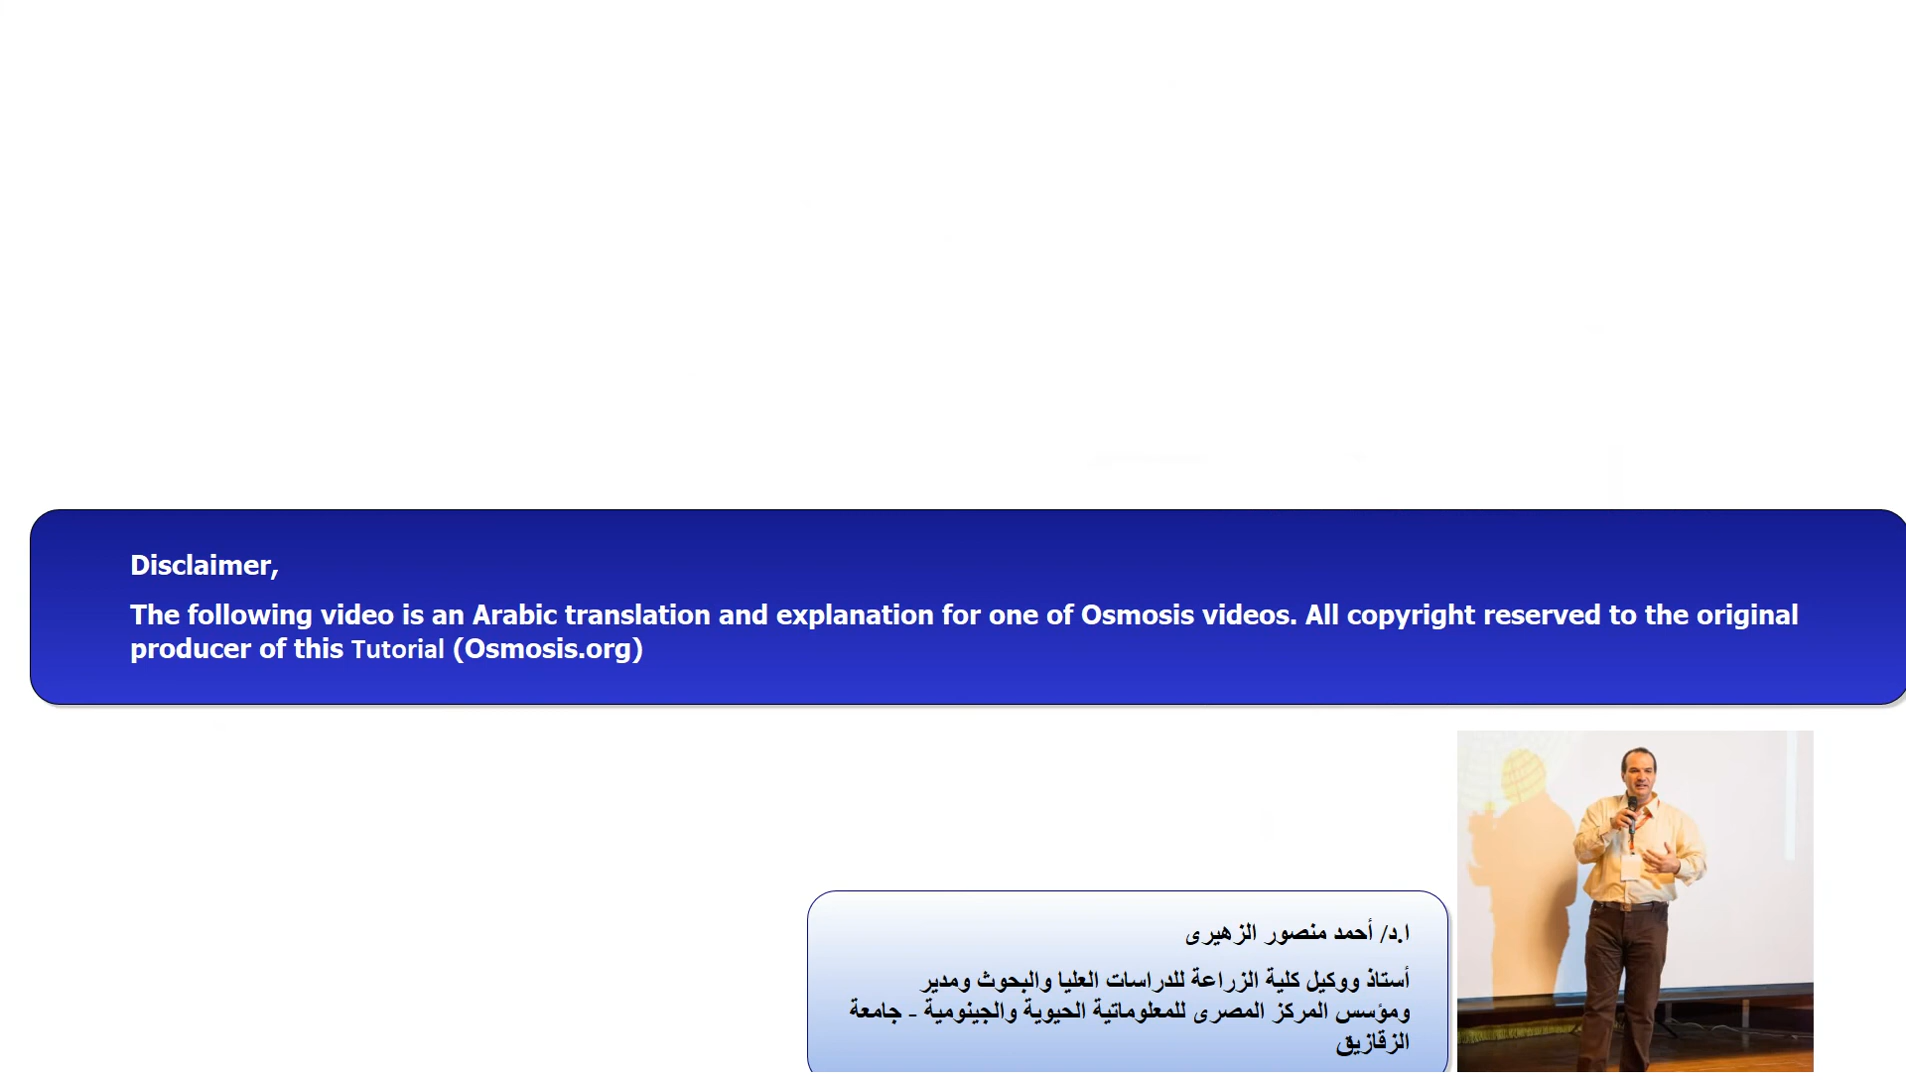 Disclaimer,
The following video is an Arabic translation and explanation for one of Osmosis videos. All copyright reserved to the original
producer of this Tutorial (Osmosis.org)
ا.د/ أحمد منصور الزهيرى
أستاذ ووكيل كلية الزراعة للدراسات العليا والبحوث ومدير
ومؤسس المركز المصرى للمعلوماتية الحيوية والجينومية - جامعة
الزقازيق